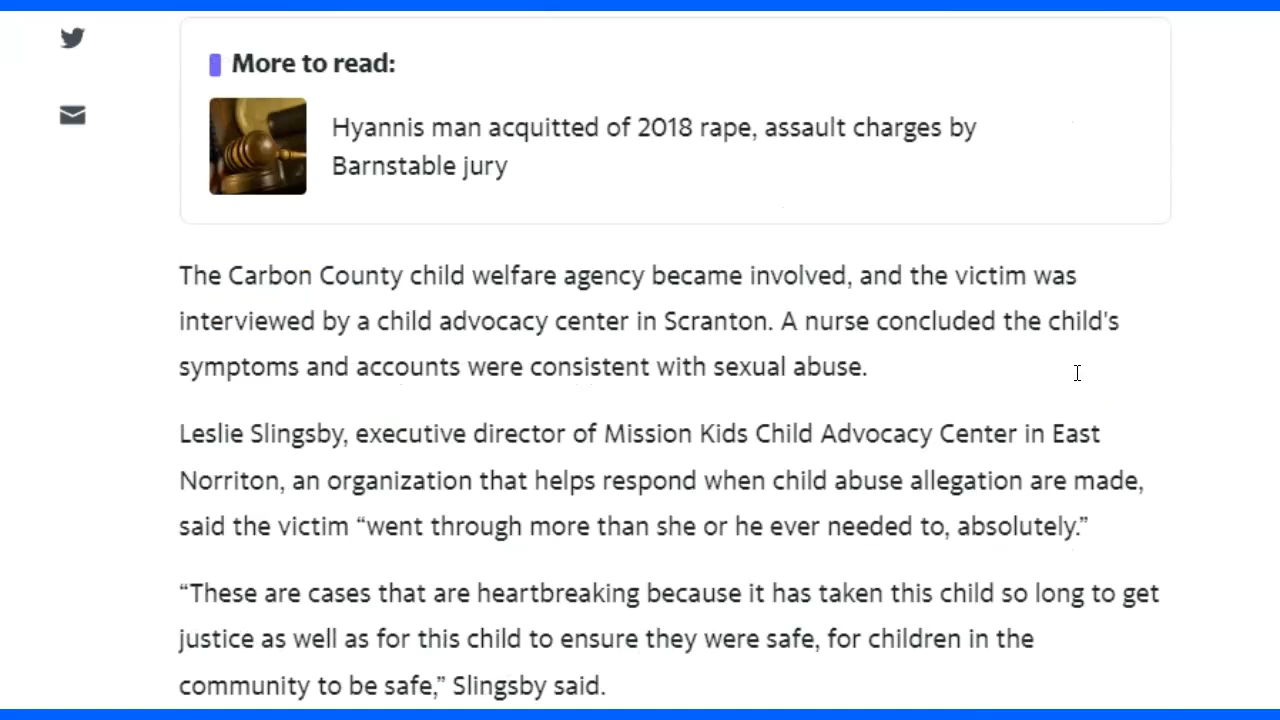 More to read:
Hyannis man acquitted of 2018 rape, assault charges by
Barnstable jury
The Carbon County child welfare agency became involved, and the victim was
interviewed by a child advocacy center in Scranton. A nurse concluded the child's
symptoms and accounts were consistent with sexual abuse.
Leslie Slingsby, executive director of Mission Kids Child Advocacy Center in East
Norriton, an organization that helps respond when child abuse allegation are made,
said the victim “went through more than she or he ever needed to, absolutely.”
“These are cases that are heartbreaking because it has taken this child so long to get
justice as well as for this child to ensure they were safe, for children in the
community to be safe,” Slingsby said.